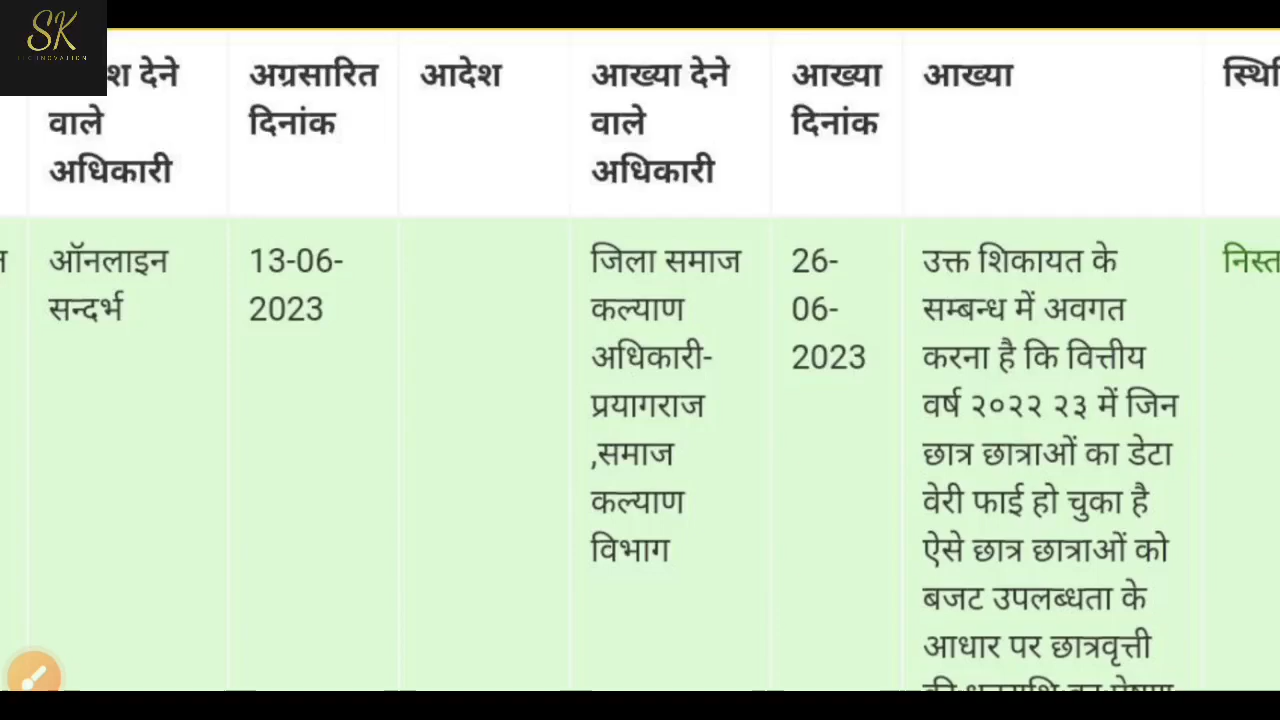 SK
TECHNOVATION
श देने
वाले
अधिकारी
अग्रसारित
दिनांक
आदेश
आख्या देने
वाले
अधिकारी
आख्या
दिनांक
आख्या
ऑनलाइन
सन्दर्भ
13-06-
2023
जिला समाज
कल्याण
अधिकारी-
प्रयागराज
,समाज
कल्याण
विभाग
26-
06-
2023
उक्त शिकायत के
सम्बन्ध में अवगत
करना है कि वित्तीय
वर्ष २०२२ २३ में जिन
छात्र छात्राओं का डेटा
वेरी फाई हो चुका है
ऐसे छात्र छात्राओं को
बजट उपलब्धता के
आधार पर छात्रवृत्ती